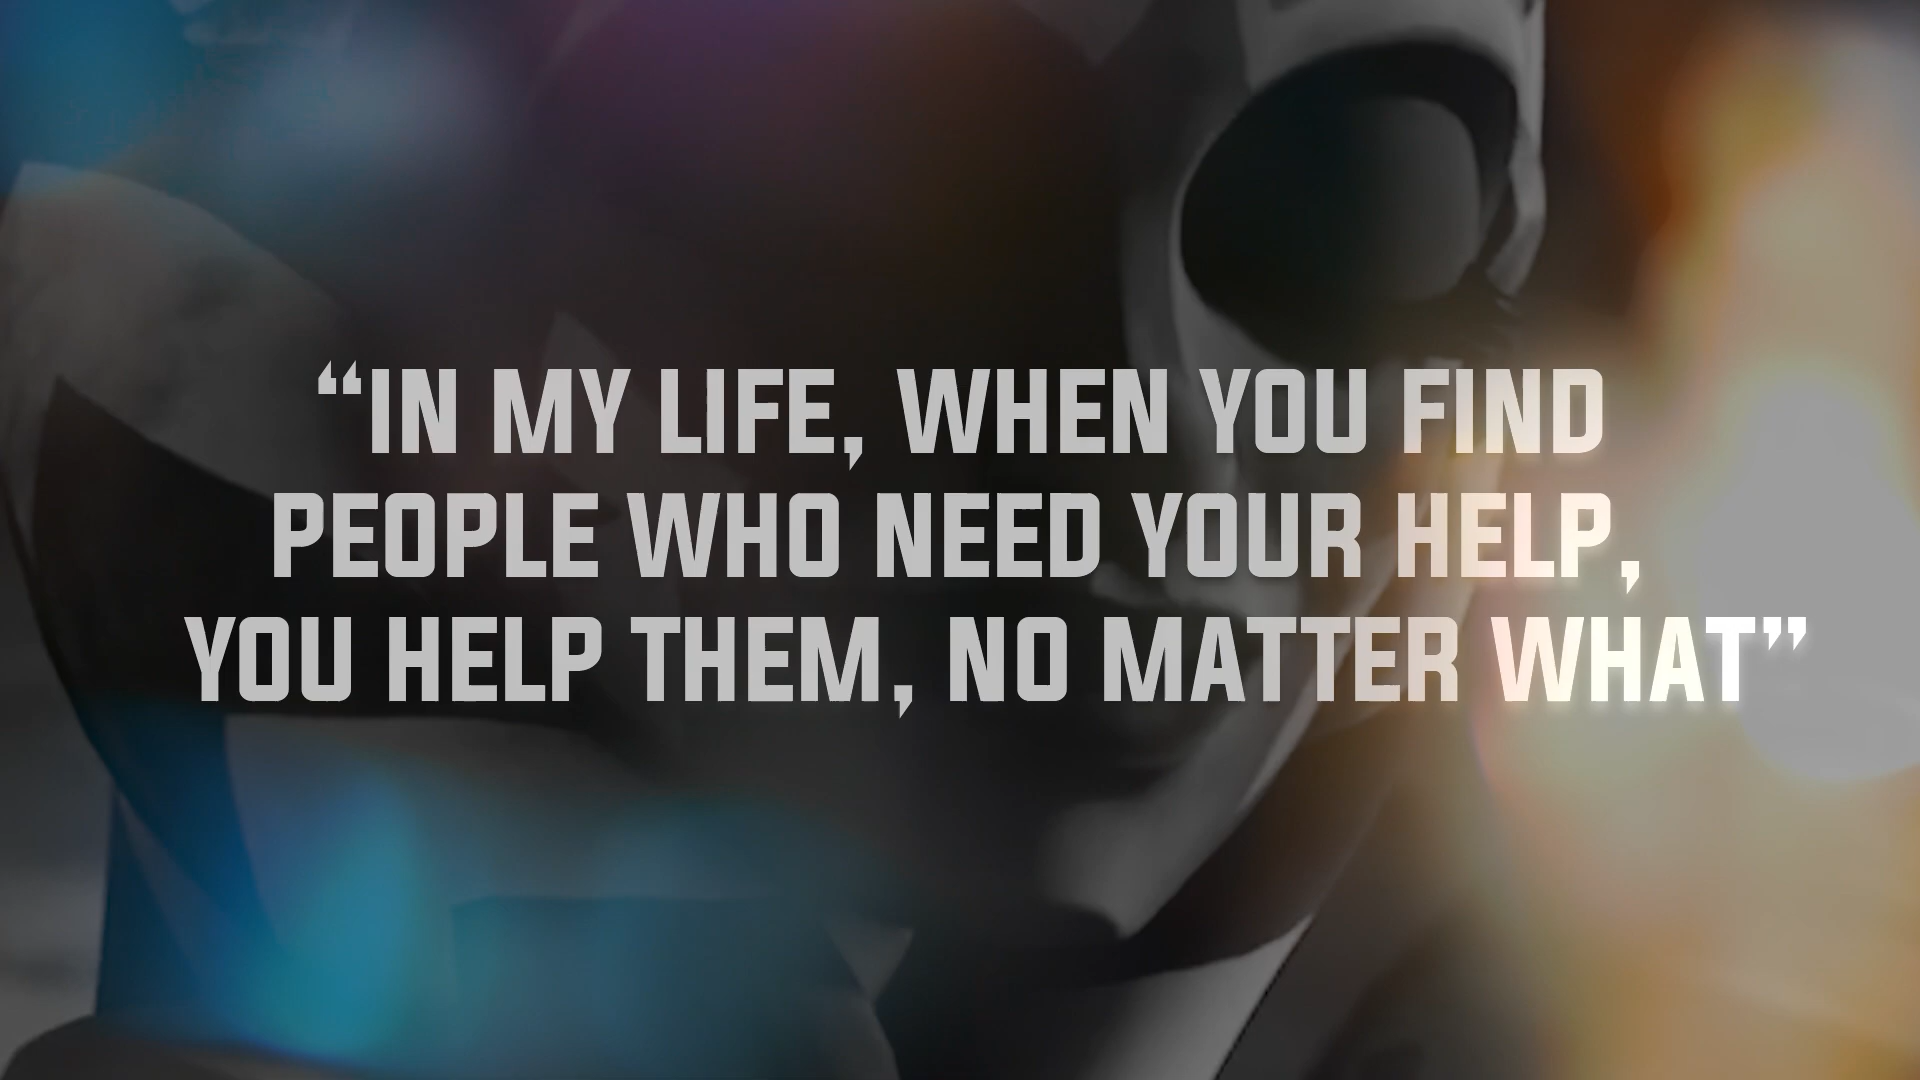 “IN MY LIFE, WHEN YOU FIND
PEOPLE WHO NEED YOUR HELP,
YOU HELP THEM, NO MATTER WHAT”